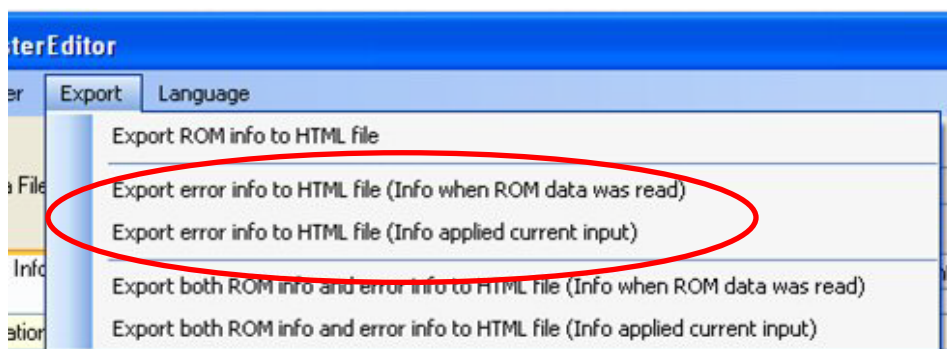 sterEditor
er Export Language
Export ROM info to HTML file
a File
Export error info to HTML file (Info when ROM data was read)
Export error info to HTML file (Info applied current input)
Info
Export both ROM info and error info to HTML file (Info when ROM data was read)
ation
Export both ROM info and error info to HTML file (Info applied current input)